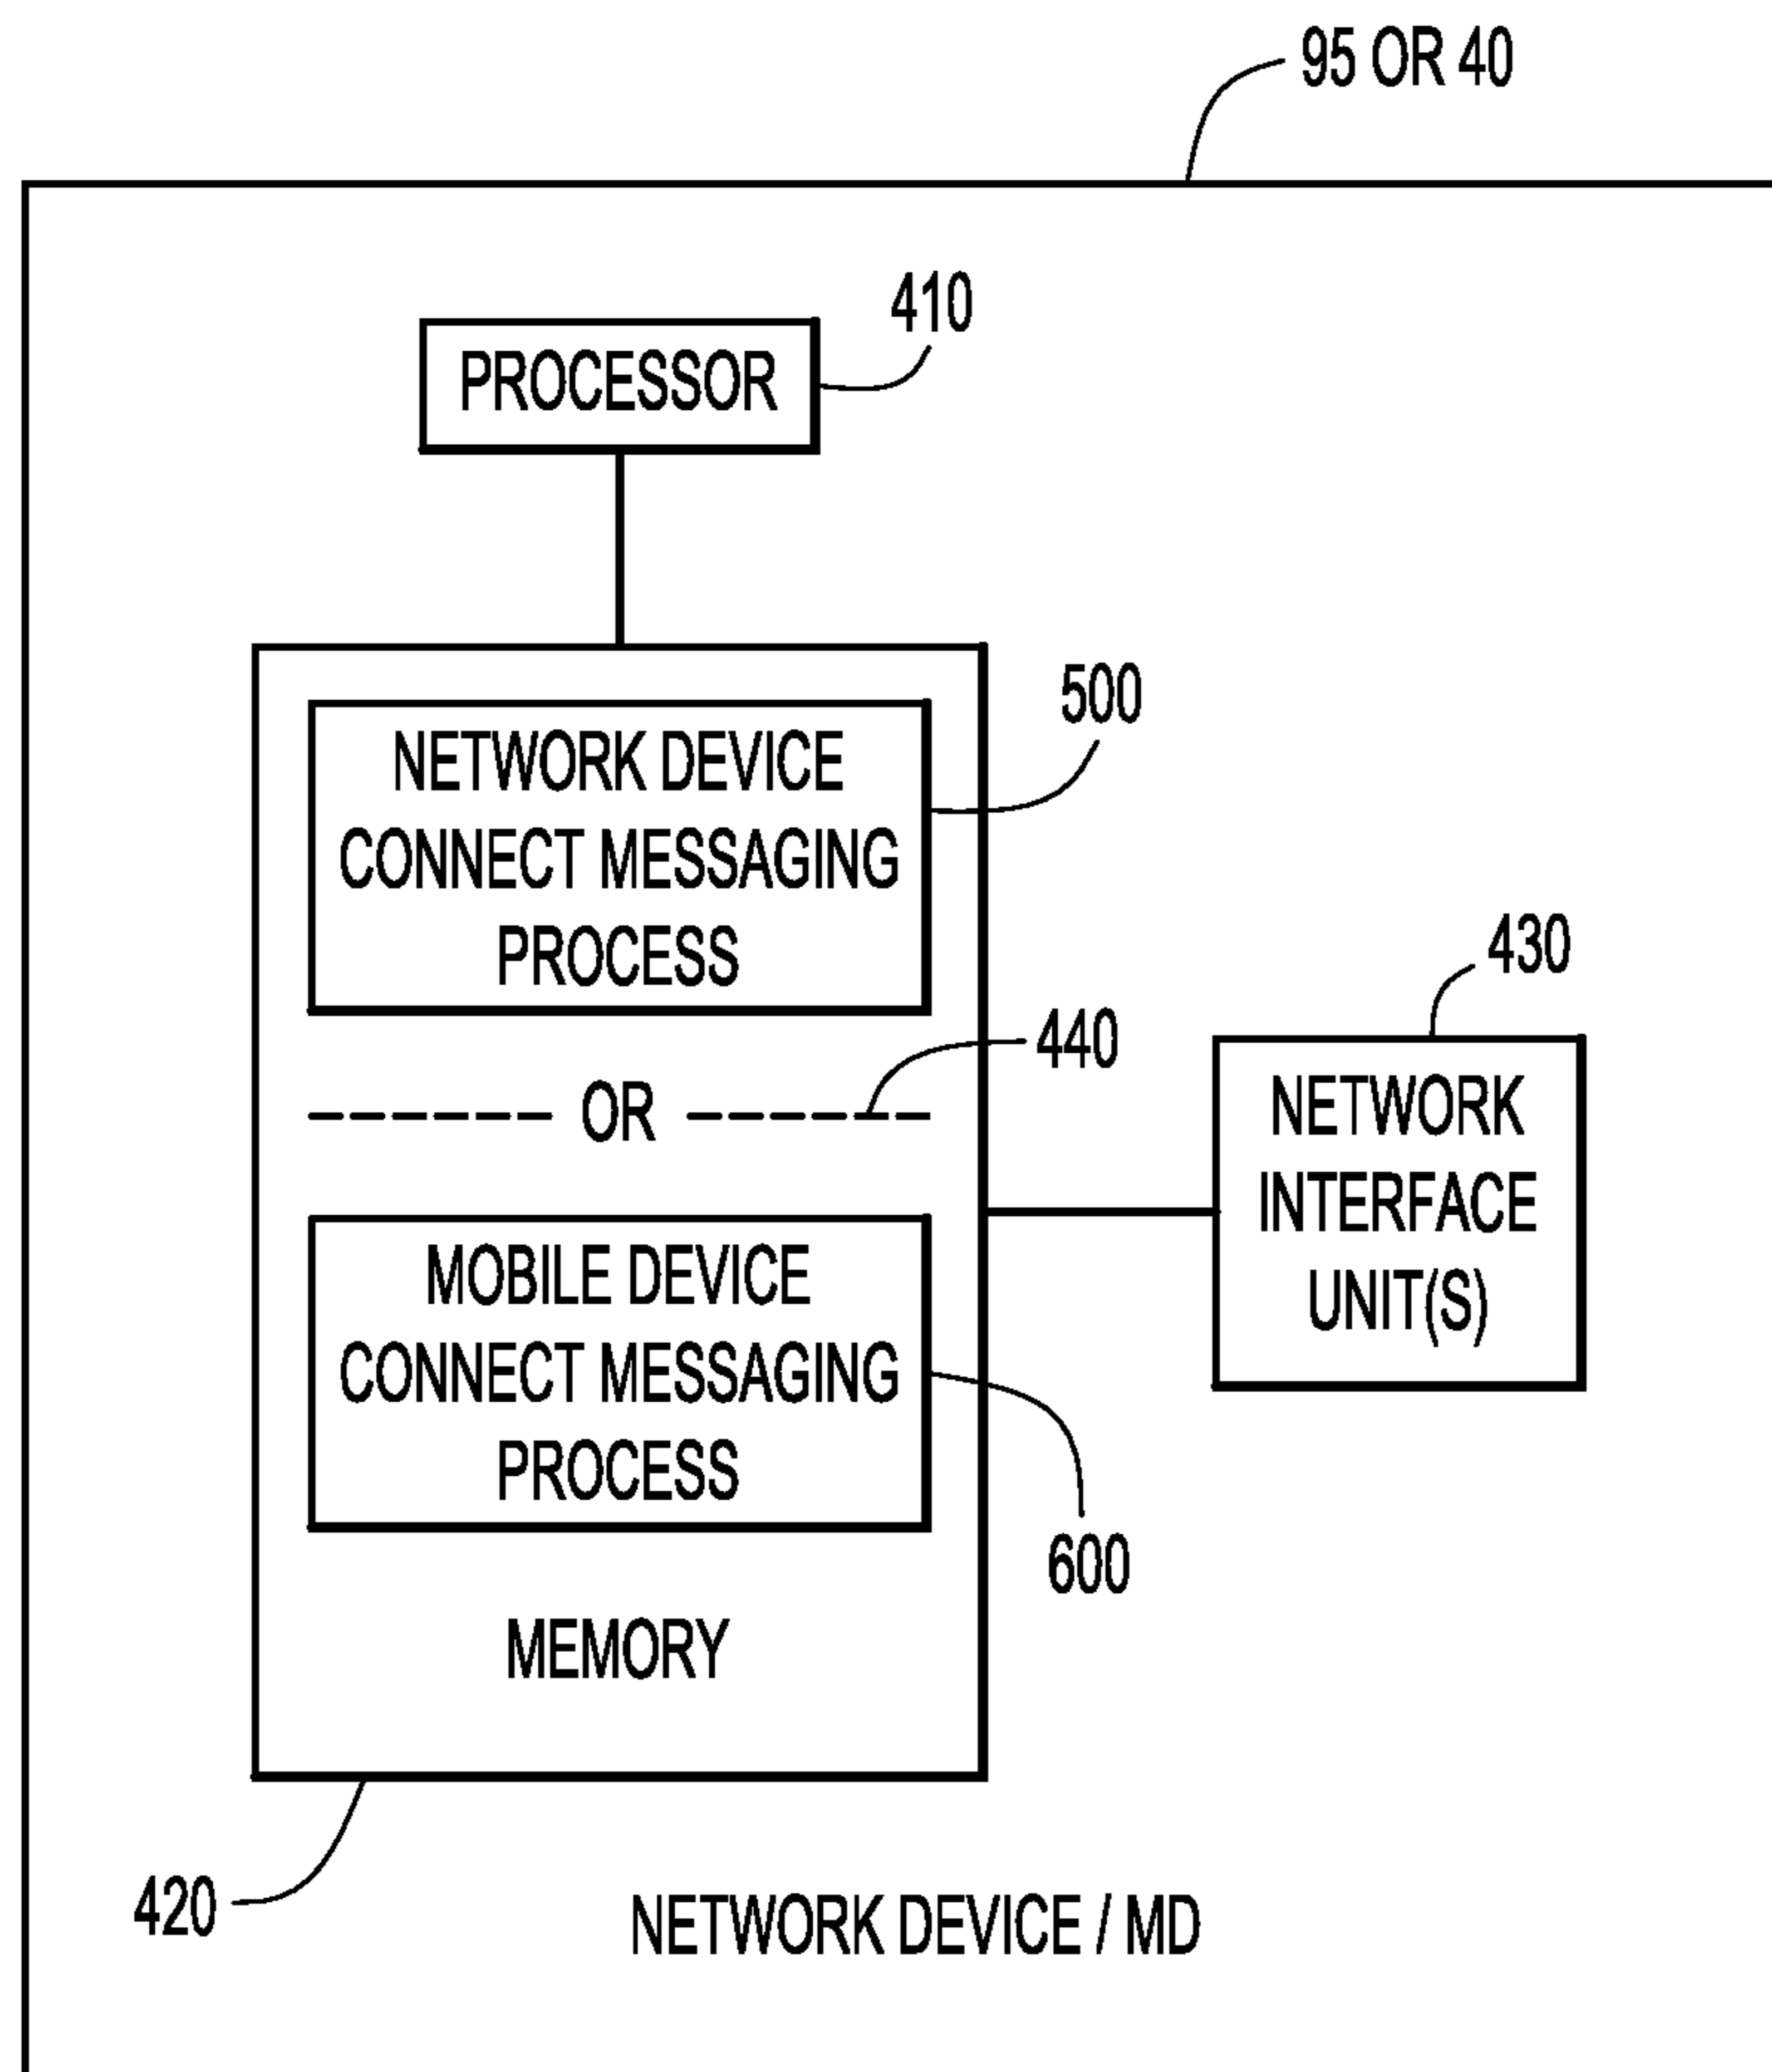 95 OR 40
410
PROCESSOR
500
NETWORK DEVICE
CONNECT MESSAGING
PROCESS
430
440
OR
NETWORK
INTERFACE
UNIT(S)
MOBILE DEVICE
CONNECT MESSAGING
PROCESS
600
MEMORY
420
NETWORK DEVICE / MD